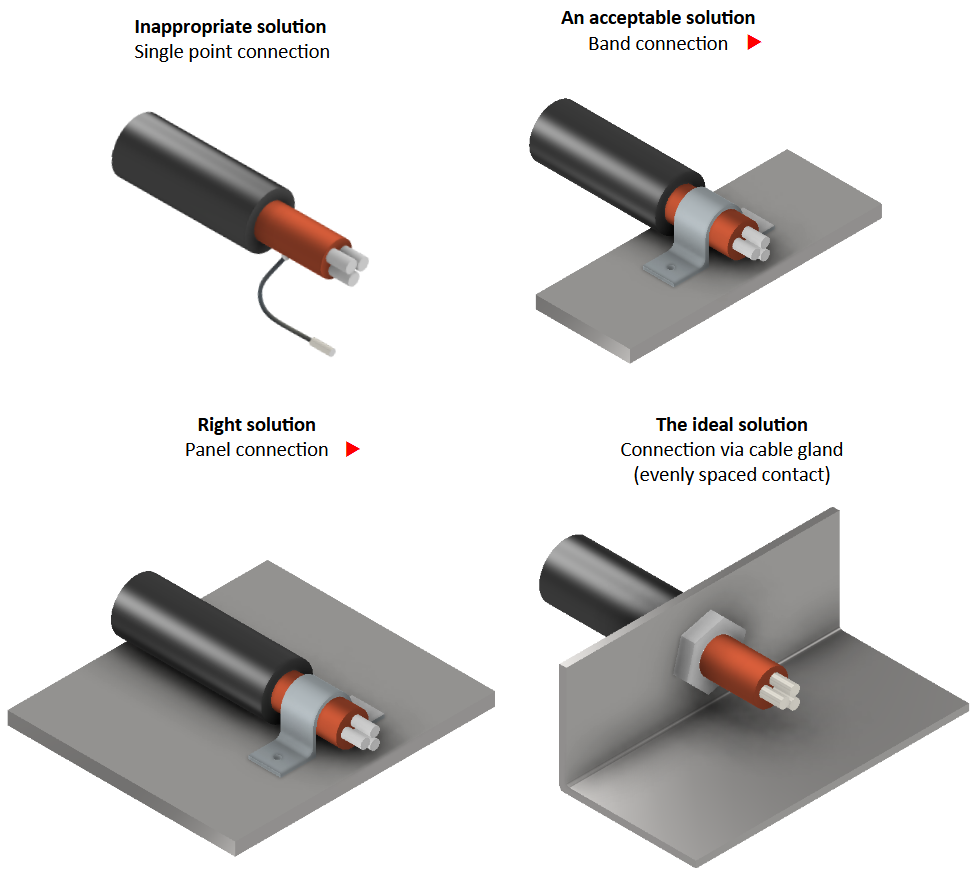 Inappropriate solution
Single point connection
An acceptable solution
Band connection
Right solution
Panel connection
The ideal solution
Connection via cable gland
(evenly spaced contact)